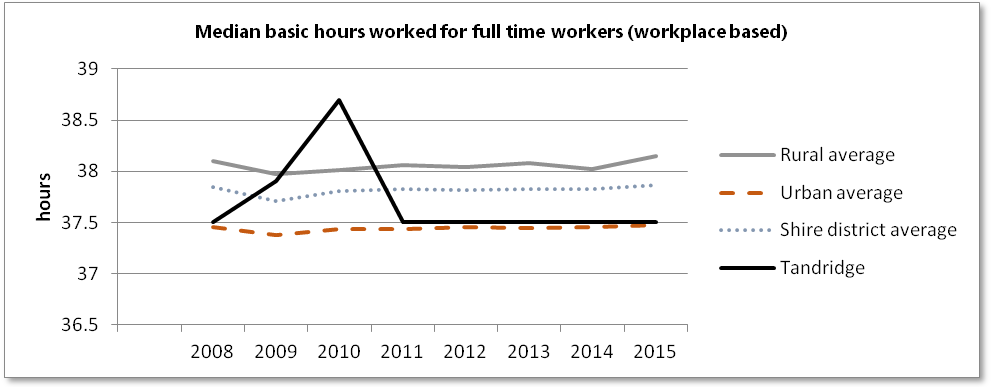 Median basic hours worked for full time workers (workplace based)
39
38.5
38
37.5
37
36.5
hours
2008 2009 2010 2011 2012 2013 2014 2015
Rural average
Urban average
Shire district average
Tandridge